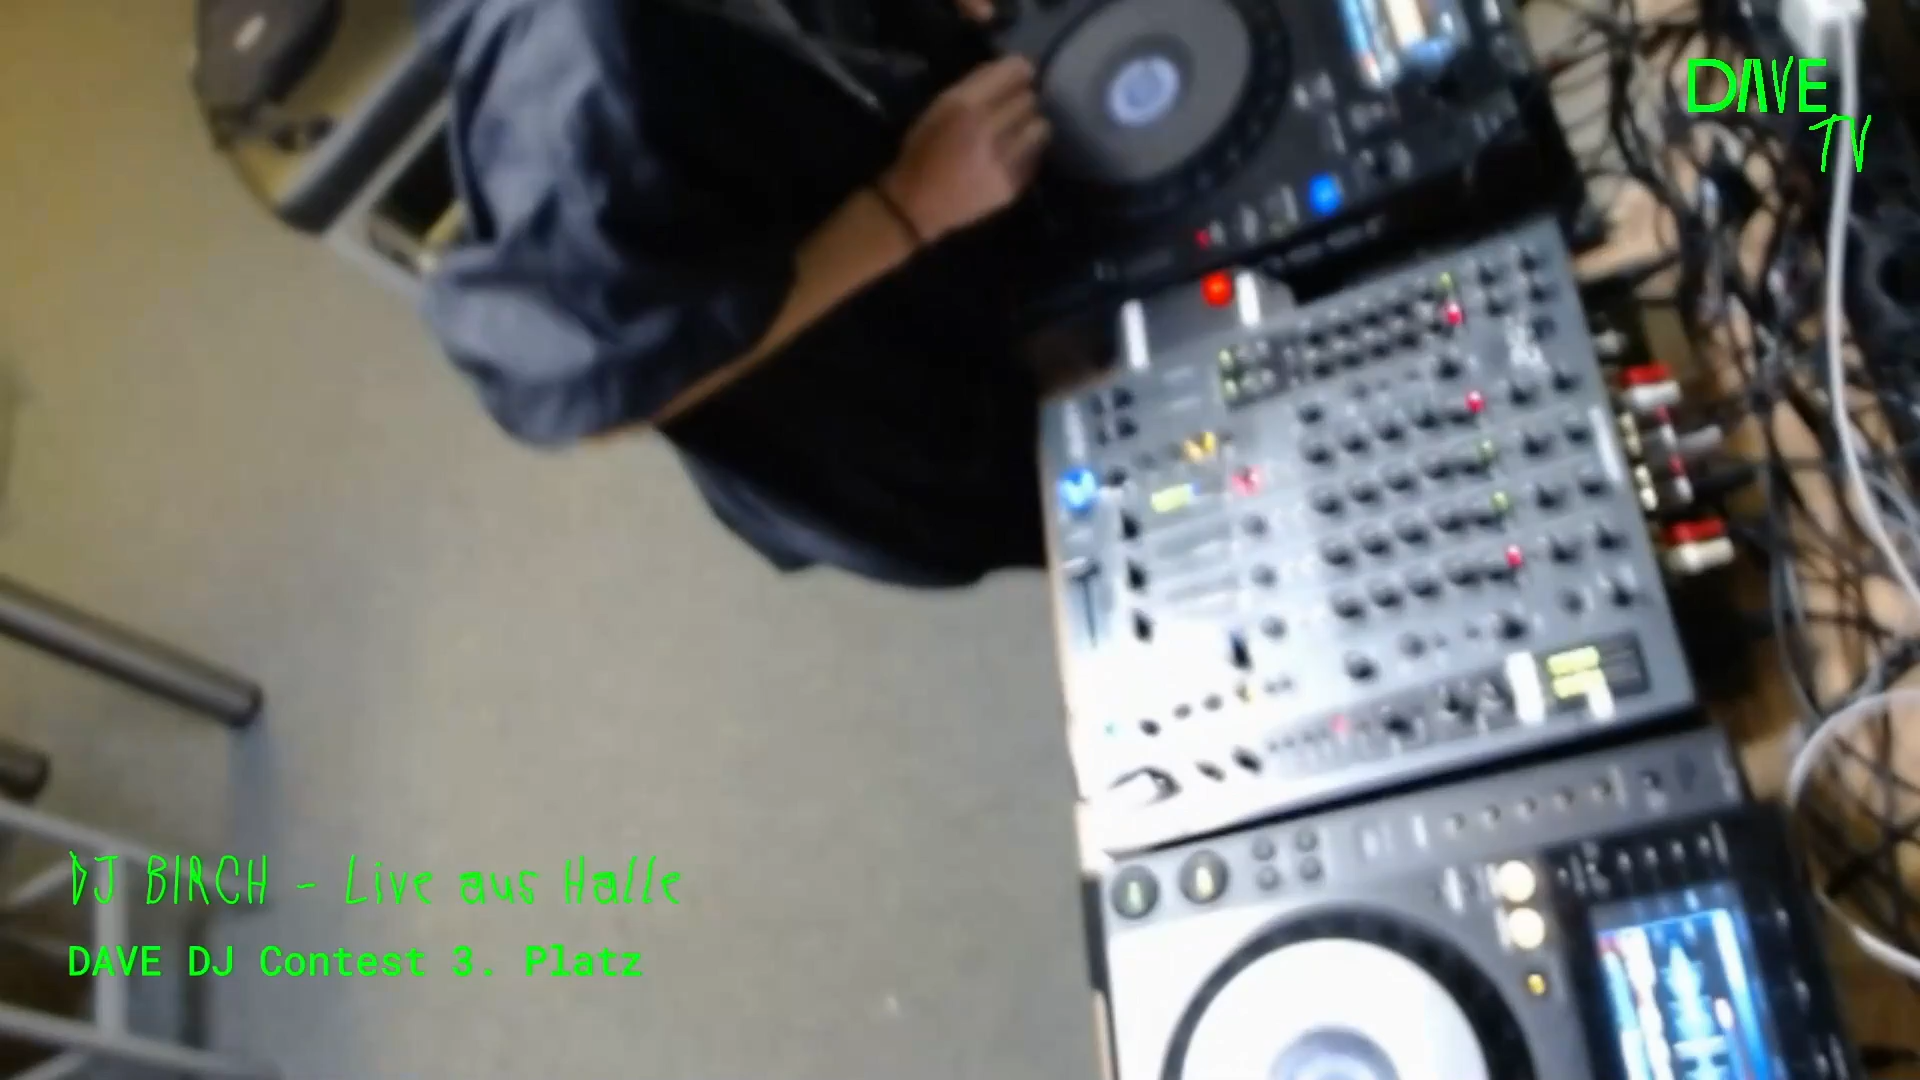 DAVE
TV
DJ BIRCH - Live aus Halle
DAVE DJ Contest 3. Platz